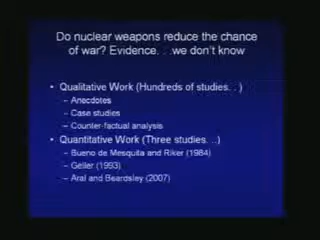 Do nuclear weapons reduce the chance
of war? Evidence. . .we don't know
• Qualitative Work (Hundreds of studies. . )
– Anecdotes
– Case studies
– Counter-factual analysis
• Quantitative Work (Three studies. ..)
– Bueno de Mesquita and Riker (1984)
– Geller (1993)
– Aral and Beardsley (2007)